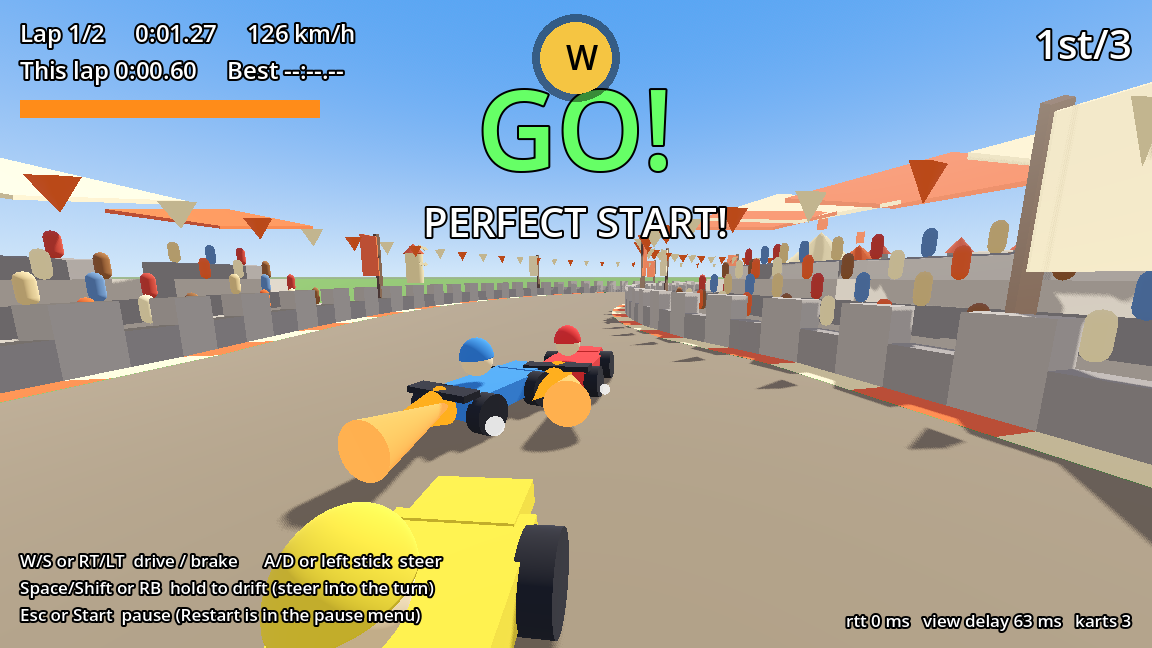 Lap 1/2 0:01.27 126 km/h
This lap 0:00.60 Best --:--.--
W
1st/3
GO!
PERFECT START!
W/S or RT/LT drive / brake A/D or left stick steer
Space/Shift or RB hold to drift (steer into the turn)
Esc or Start pause (Restart is in the pause menu)
rtt 0 ms view delay 63 ms karts 3